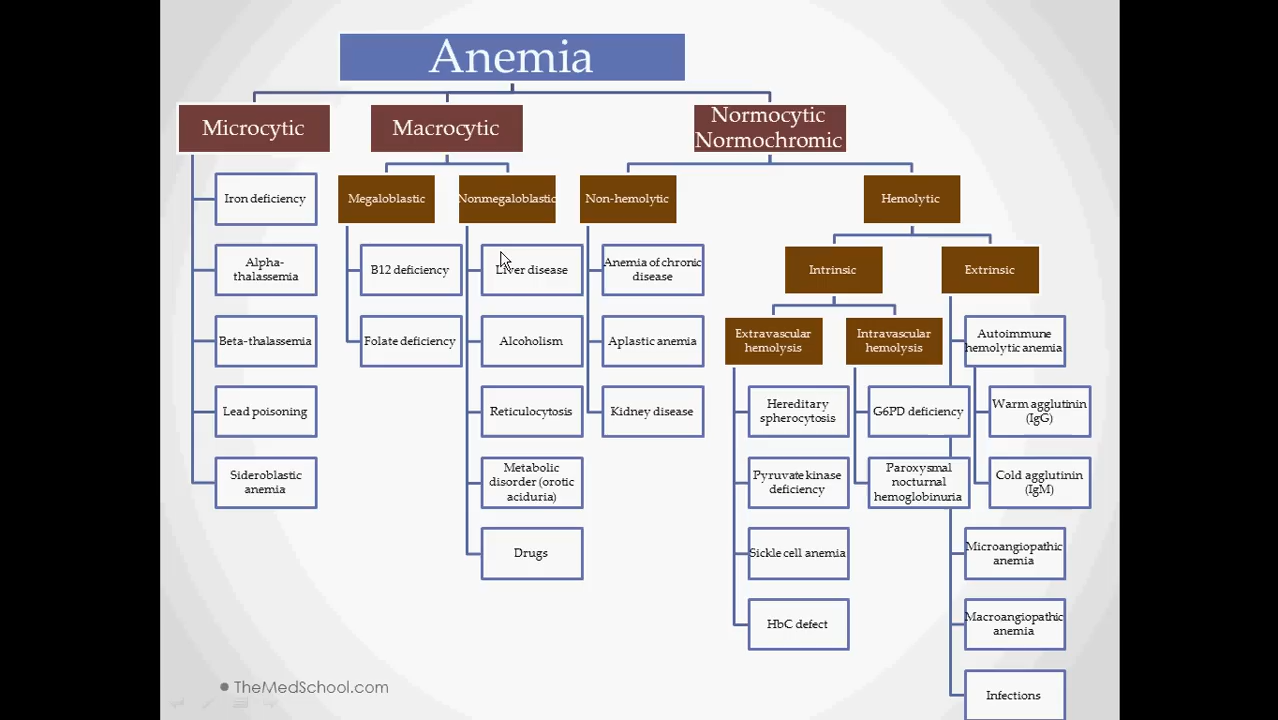 Anemia
Microcytic
Macrocytic
Normocytic
Normochromic
Iron deficiency
Alpha-
thalassemia
Beta-thalassemia
Lead poisoning
Sideroblastic
anemia
Megaloblastic
B12 deficiency
Folate deficiency
Nonmegaloblastic
Liver disease
Alcoholism
Reticulocytosis
Metabolic
disorder (orotic
aciduria)
Drugs
Non-hemolytic
Anemia of chronic
disease
Aplastic anemia
Kidney disease
Hemolytic
Intrinsic
Extravascular
hemolysis
Hereditary
spherocytosis
Pyruvate kinase
deficiency
Sickle cell anemia
HbC defect
Intravascular
hemolysis
G6PD deficiency
Paroxysmal
nocturnal
hemoglobinuria
Extrinsic
Autoimmune
hemolytic anemia
Warm agglutinin
(IgG)
Cold agglutinin
(IgM)
Microangiopathic
anemia
Macroangiopathic
anemia
Infections
TheMedSchool.com